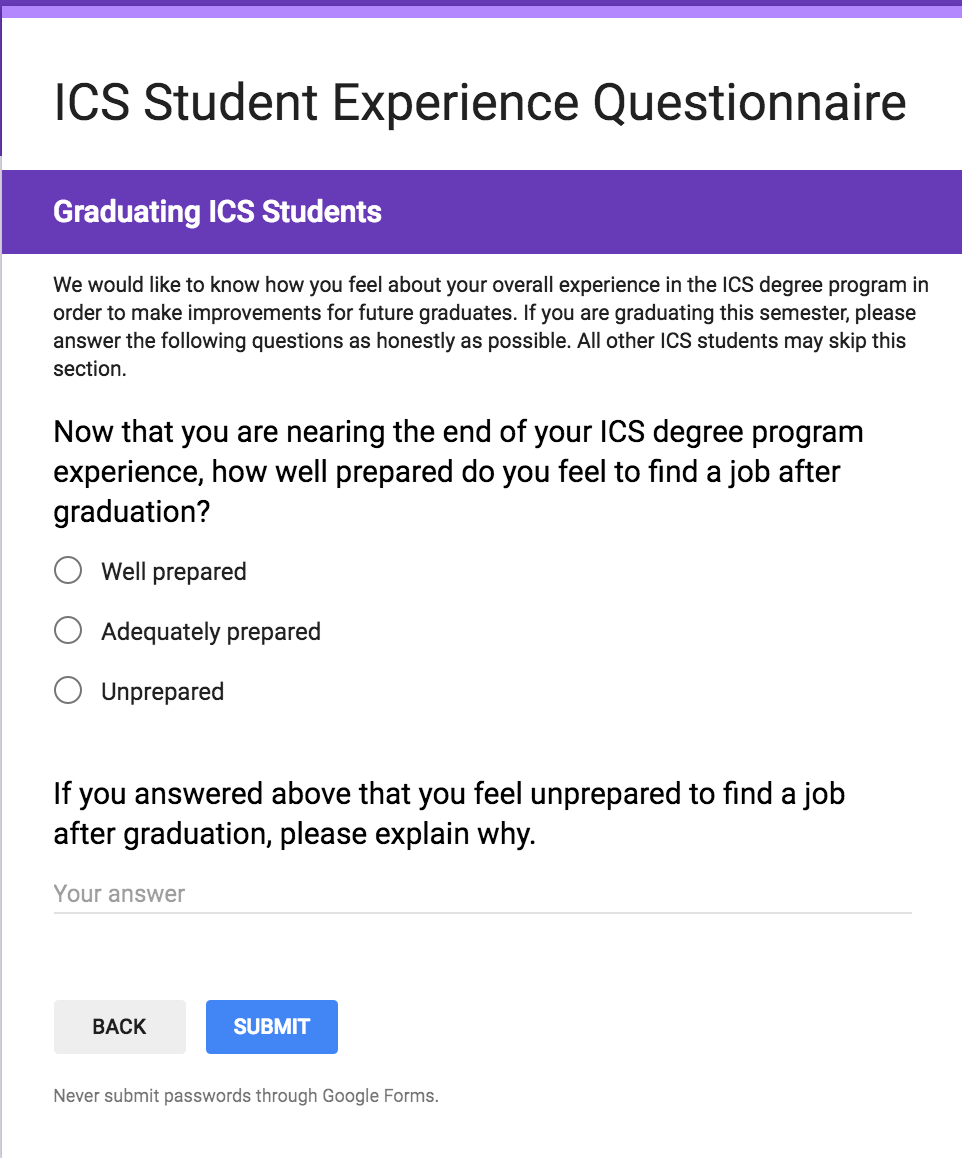 ICS Student Experience Questionnaire
Graduating ICS Students
We would like to know how you feel about your overall experience in the ICS degree program in
order to make improvements for future graduates. If you are graduating this semester, please
answer the following questions as honestly as possible. All other ICS students may skip this
section.
Now that you are nearing the end of your ICS degree program
experience, how well prepared do you feel to find a job after
graduation?
Well prepared
Adequately prepared
Unprepared
If you answered above that you feel unprepared to find a job
after graduation, please explain why.
Your answer
BACK SUBMIT
Never submit passwords through Google Forms.